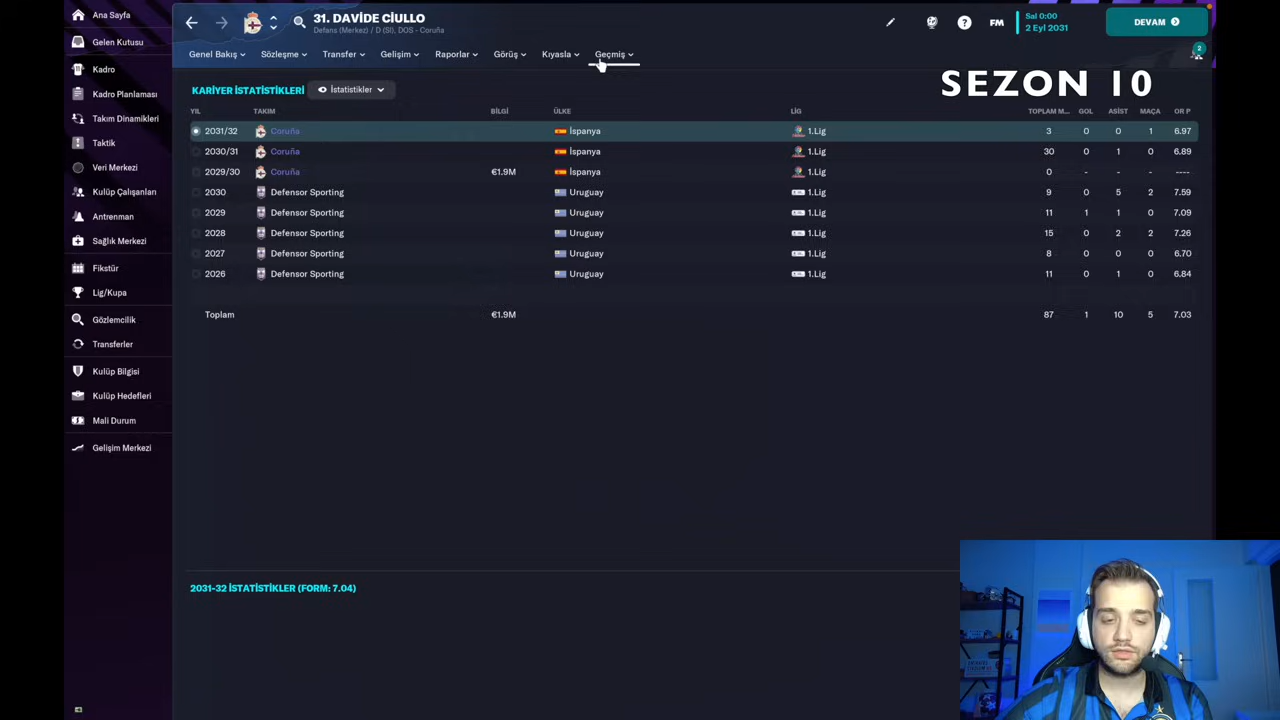 Ana Sayfa
Gelen Kutusu
Kadro
Kadro Planlaması
Takım Dinamikleri
Taktik
Veri Merkezi
Kulüp Çalışanları
Antrenman
Sağlık Merkezi
Fikstür
Lig/Kupa
Gözlemcilik
Transferler
Kulüp Bilgisi
Kulüp Hedefleri
Mali Durum
Gelişim Merkezi
31. DAVİDE CİULLO
Defans (Merkez) / D (Sl), DOS - Coruña
FM
Sal 0:00
2 Eyl 2031
DEVAM
Genel Bakış Sözleşme Transfer Gelişim Raporlar Görüş Kıyasla Geçmiş
2
SEZON 10
KARİYER İSTATİSTİKLERİ İstatistikler
YIL TAKIM BİLGİ ÜLKE LİG TOPLAM M... GOL ASİST MAÇA OR P
2031/32 Coruña İspanya 1.Lig 3 0 0 1 6.97
2030/31 Coruña İspanya 1.Lig 30 0 1 0 6.89
2029/30 Coruña €1.9M İspanya 1.Lig 0 - - - ----
2030 Defensor Sporting Uruguay 1.Lig 9 0 5 2 7.59
2029 Defensor Sporting Uruguay 1.Lig 11 1 1 0 7.09
2028 Defensor Sporting Uruguay 1.Lig 15 0 2 2 7.26
2027 Defensor Sporting Uruguay 1.Lig 8 0 0 0 6.70
2026 Defensor Sporting Uruguay 1.Lig 11 0 1 0 6.84
Toplam €1.9M 87 1 10 5 7.03
2031-32 İSTATİSTİKLER (FORM: 7.04)